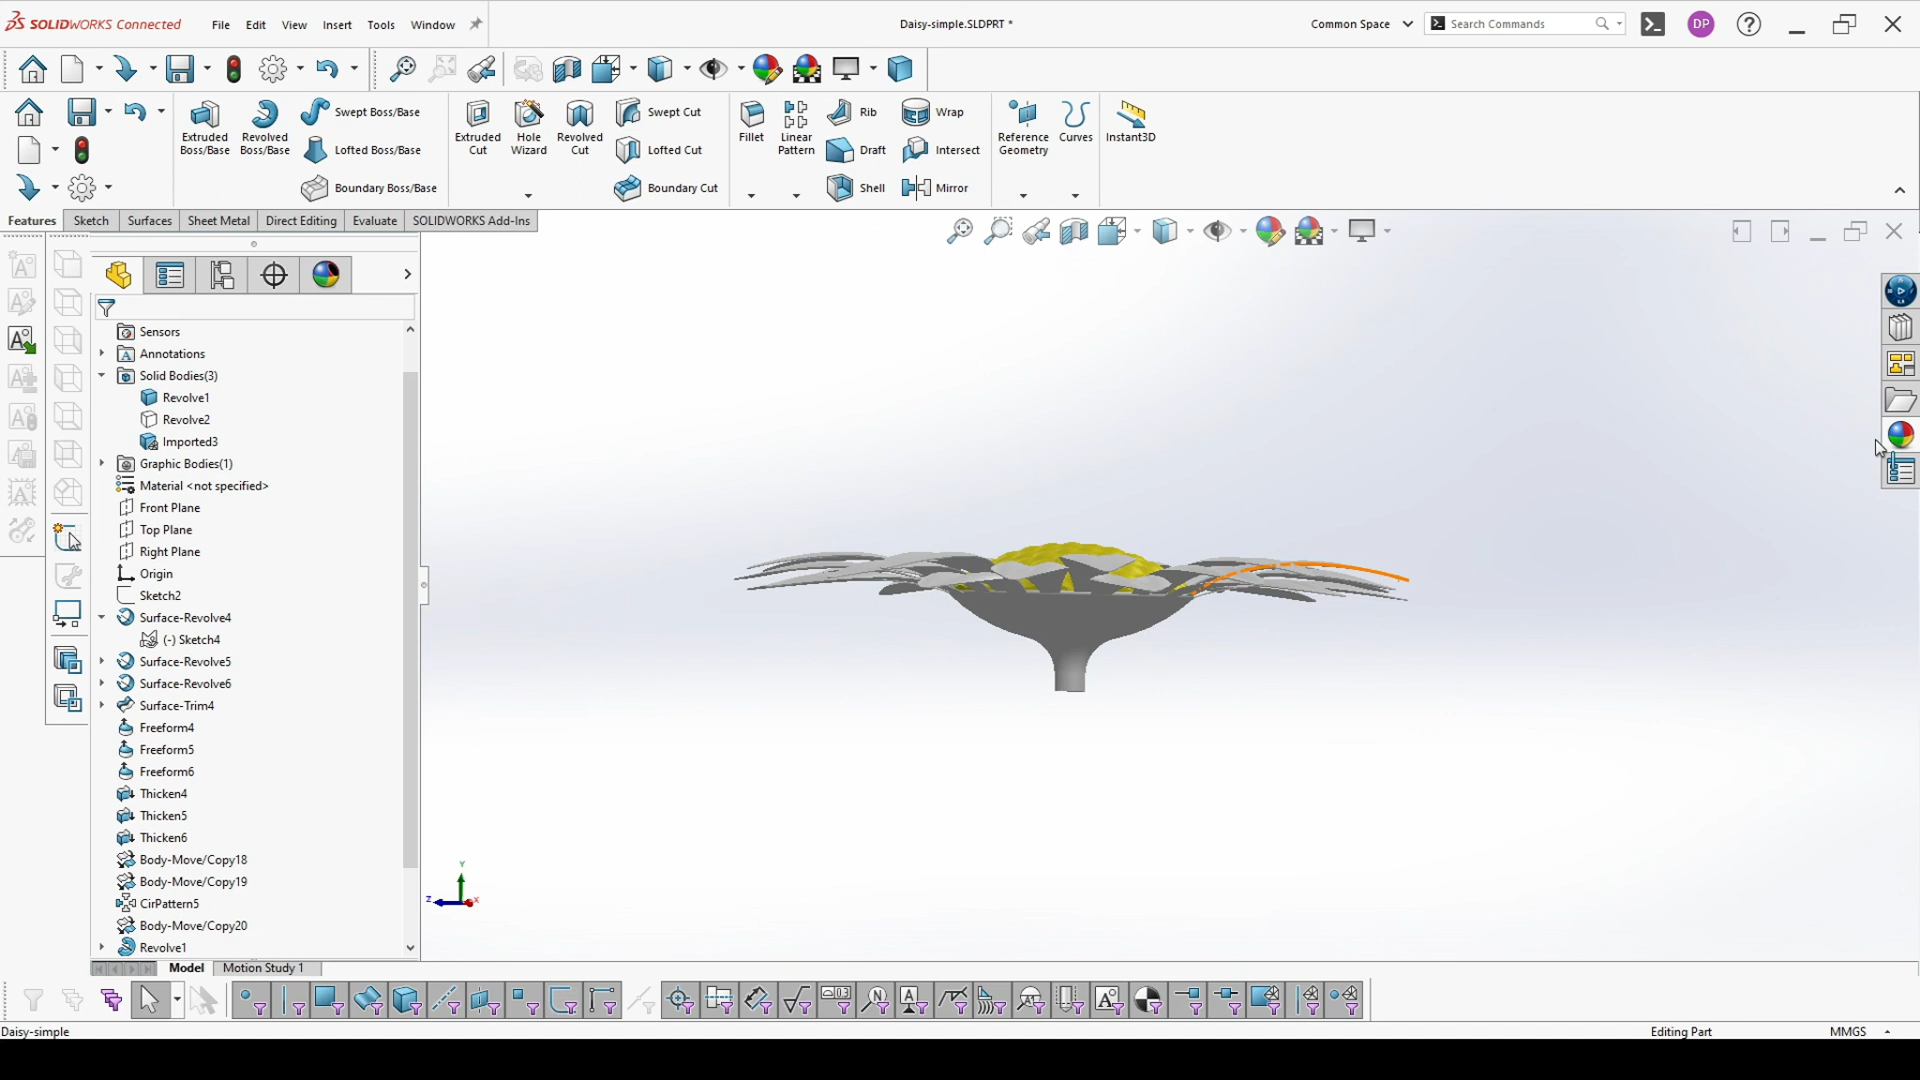 SOLIDWORKS Connected
File Edit View Insert Tools Window
Daisy-simple.SLDPRT *
Common Space
Search Commands
DP
Extruded Boss/Base
Revolved Boss/Base
Swept Boss/Base
Lofted Boss/Base
Boundary Boss/Base
Extruded Cut
Hole Wizard
Revolved Cut
Swept Cut
Lofted Cut
Boundary Cut
Fillet
Linear Pattern
Rib
Draft
Shell
Wrap
Intersect
Mirror
Reference Geometry
Curves
Instant3D
Features Sketch Surfaces Sheet Metal Direct Editing Evaluate SOLIDWORKS Add-Ins
Sensors
Annotations
Solid Bodies(3)
Revolve1
Revolve2
Imported3
Graphic Bodies(1)
Material <not specified>
Front Plane
Top Plane
Right Plane
Origin
Sketch2
Surface-Revolve4
(-) Sketch4
Surface-Revolve5
Surface-Revolve6
Surface-Trim4
Freeform4
Freeform5
Freeform6
Thicken4
Thicken5
Thicken6
Body-Move/Copy18
Body-Move/Copy19
CirPattern5
Body-Move/Copy20
Revolve1
Y
Z
X
Model Motion Study 1
Daisy-simple
Editing Part
MMGS